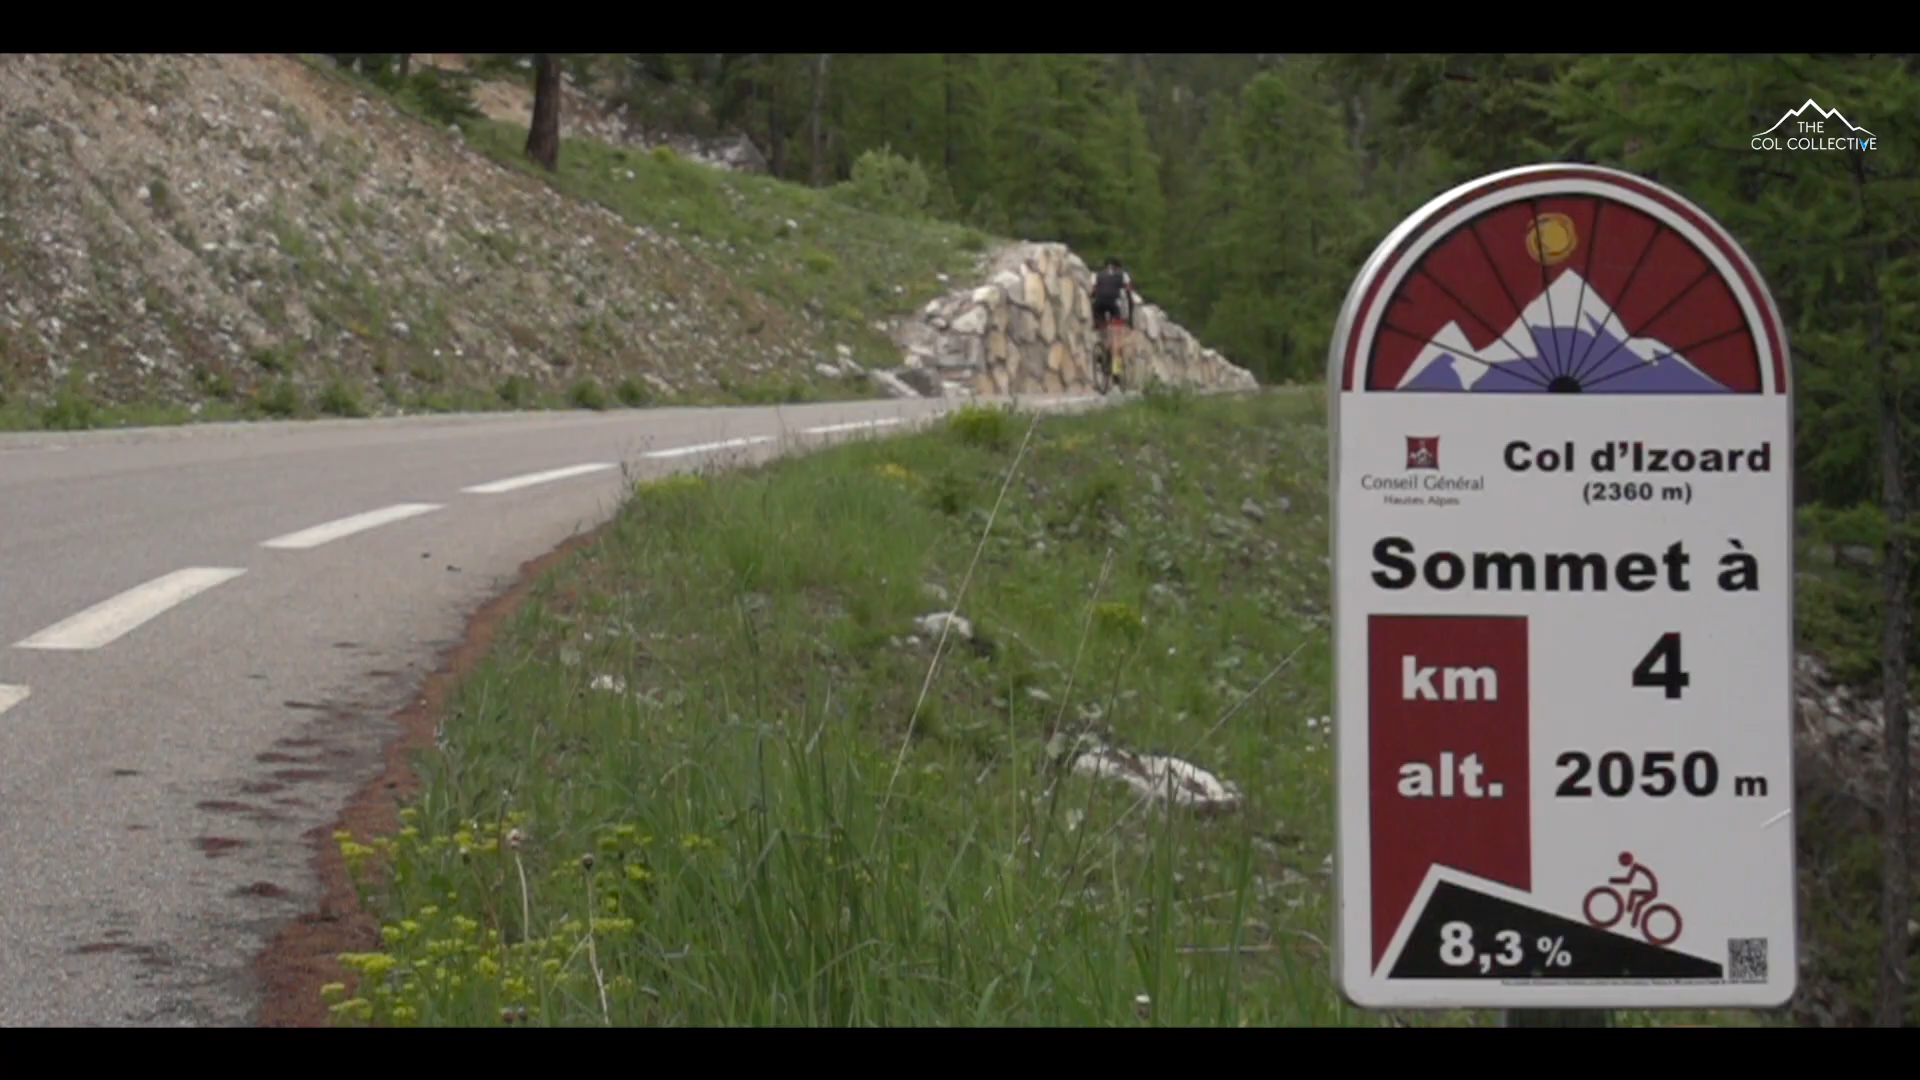 THE
COL COLLECTIVE
Conseil Général
Hautes Alpes
Col d'Izoard
(2360 m)
Sommet à
km 4
alt. 2050 m
8,3 %